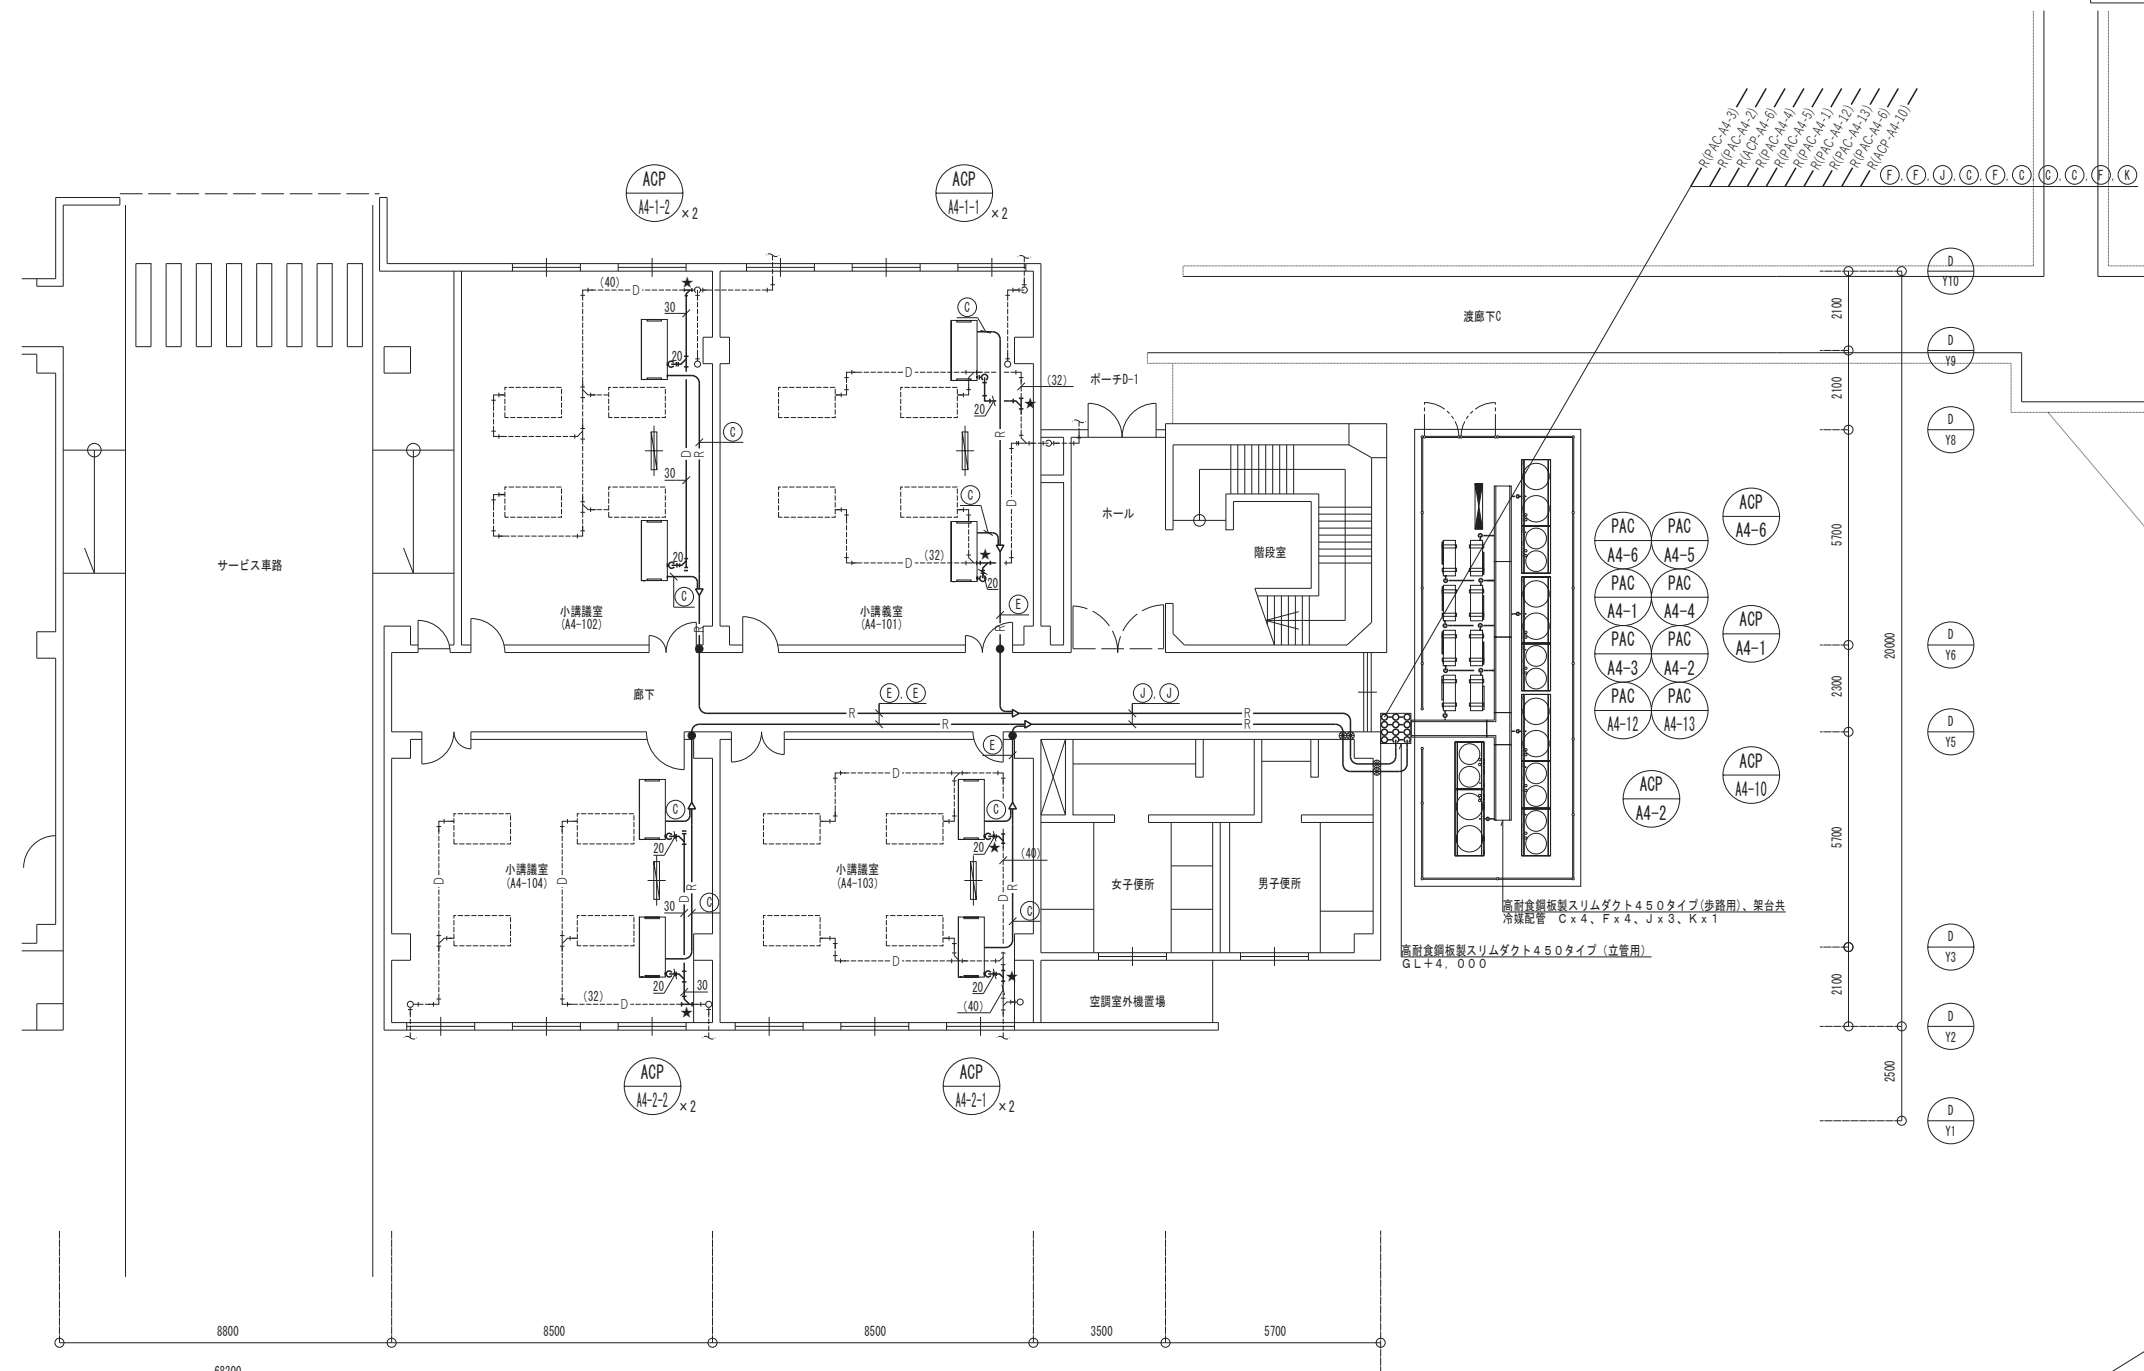 R(PAC-A4-3)
R(PAC-A4-2)
R(ACP-A4-6)
R(PAC-A4-4)
R(PAC-A4-5)
R(PAC-A4-1)
R(PAC-A4-12)
R(PAC-A4-13)
R(PAC-A4-6)
R(ACP-A4-10)
F, F, J, C, F, C, C, C, F, K
ACP
A4-1-2 ×2
ACP
A4-1-1 ×2
D
Y10
(40)
D
30
C
渡廊下C
2100
20
D
(32)
ポーチD-1
D
Y9
2100
20
C
D
R
R
D
Y8
30
C
D
ホール
ACP
A4-6
PAC
A4-6
PAC
A4-5
5700
サービス車路
20
D
(32)
20
階段室
C
E
PAC
A4-1
PAC
A4-4
小講議室
(A4-102)
小講義室
(A4-101)
R
R
ACP
A4-1
PAC
A4-3
PAC
A4-2
20000
D
Y6
廊下
E, E
J, J
2300
R
R
R
R
PAC
A4-12
PAC
A4-13
D
Y5
E
D
ACP
A4-10
ACP
A4-2
C
C
20
20
(40)
5700
小講議室
(A4-104)
小講議室
(A4-103)
女子便所
男子便所
D
D
R
D
R
D
30
C
C
高耐食鋼板製スリムダクト450タイプ(歩路用)、架台共
冷媒配管 Cx4、Fx4、Jx3、Kx1
高耐食鋼板製スリムダクト450タイプ(立管用)
GL+4,000
D
D
Y3
20
30
20
(32)
D
(40)
空調室外機置場
2100
D
Y2
ACP
A4-2-2 ×2
ACP
A4-2-1 ×2
2500
D
Y1
8800
8500
8500
3500
5700
68200